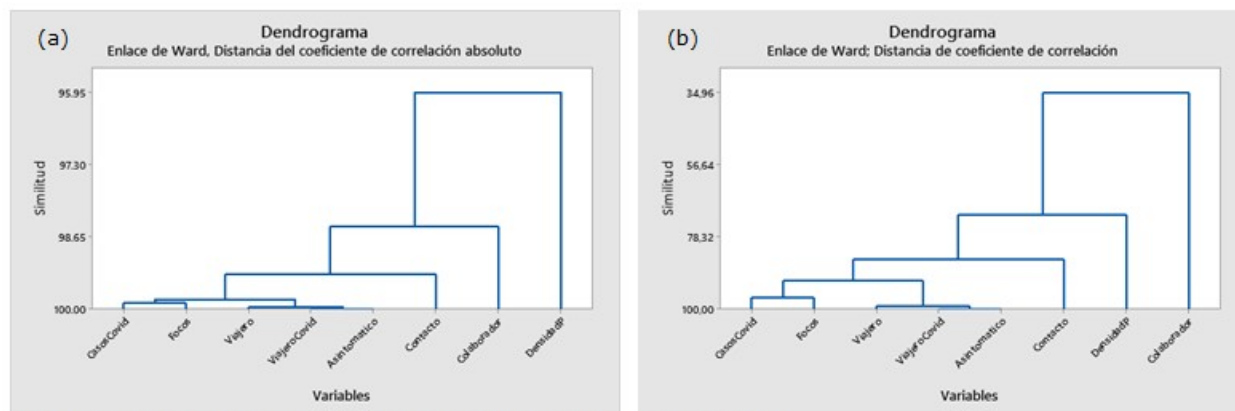 (a)
Dendrograma
Enlace de Ward, Distancia del coeficiente de correlación absoluto
Similitud
95.95
97.30
98.65
100.00
CasosCovid
Focos
Viajero
ViajeroCovid
Asintomatico
Contacto
Colaborador
DensidadP
Variables
(b)
Dendrograma
Enlace de Ward; Distancia de coeficiente de correlación
Similitud
34,96
56,64
78,32
100,00
CasosCovid
Focos
Viajero
ViajeroCovid
Asintomatico
Contacto
DensidadP
Colaborador
Variables